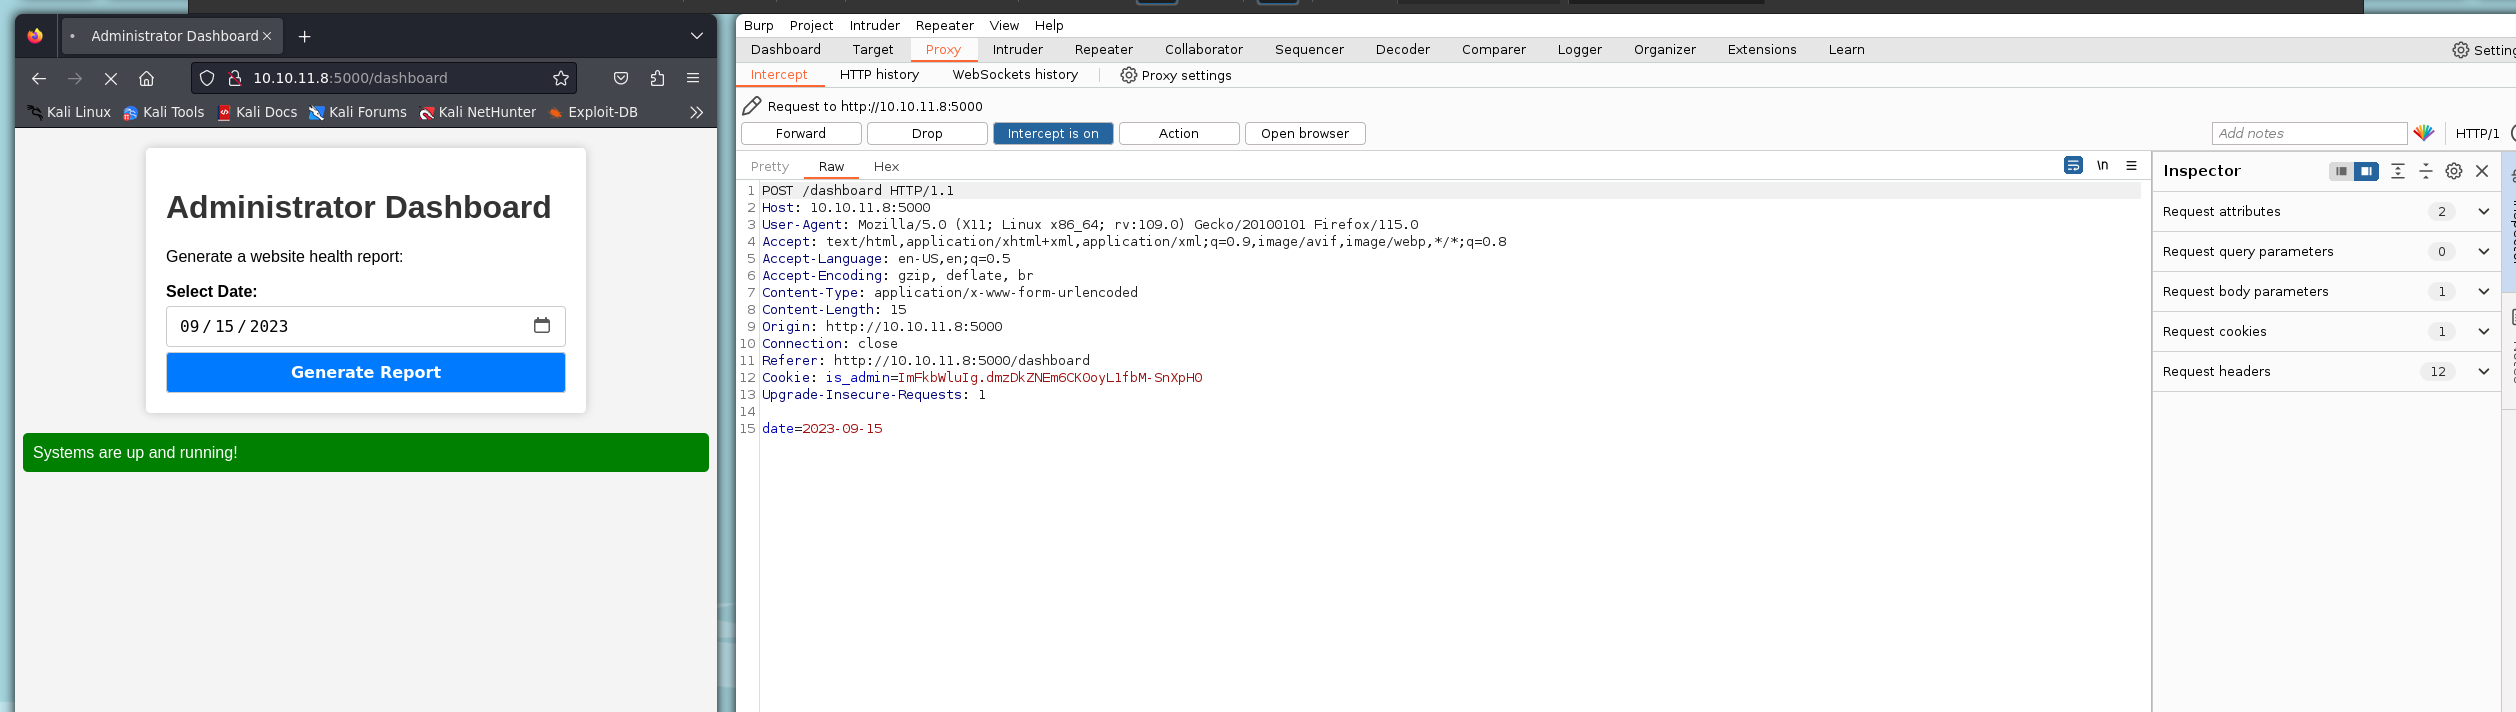 Administrator Dashboard
10.10.11.8:5000/dashboard
Kali Linux Kali Tools Kali Docs Kali Forums Kali NetHunter Exploit-DB
Administrator Dashboard
Generate a website health report:
Select Date:
09/15/2023
Generate Report
Systems are up and running!
Burp Project Intruder Repeater View Help
Dashboard Target Proxy Intruder Repeater Collaborator Sequencer Decoder Comparer Logger Organizer Extensions Learn
Intercept HTTP history WebSockets history Proxy settings
Request to http://10.10.11.8:5000
Forward Drop Intercept is on Action Open browser Add notes HTTP/1
Pretty Raw Hex \n
1 POST /dashboard HTTP/1.1
2 Host: 10.10.11.8:5000
3 User-Agent: Mozilla/5.0 (X11; Linux x86_64; rv:109.0) Gecko/20100101 Firefox/115.0
4 Accept: text/html,application/xhtml+xml,application/xml;q=0.9,image/avif,image/webp,*/*;q=0.8
5 Accept-Language: en-US,en;q=0.5
6 Accept-Encoding: gzip, deflate, br
7 Content-Type: application/x-www-form-urlencoded
8 Content-Length: 15
9 Origin: http://10.10.11.8:5000
10 Connection: close
11 Referer: http://10.10.11.8:5000/dashboard
12 Cookie: is_admin=ImFkbWluIg.dmzDkZNEm6CK0oyL1fbM-SnXpH0
13 Upgrade-Insecure-Requests: 1
14
15 date=2023-09-15
Inspector
Request attributes 2
Request query parameters 0
Request body parameters 1
Request cookies 1
Request headers 12